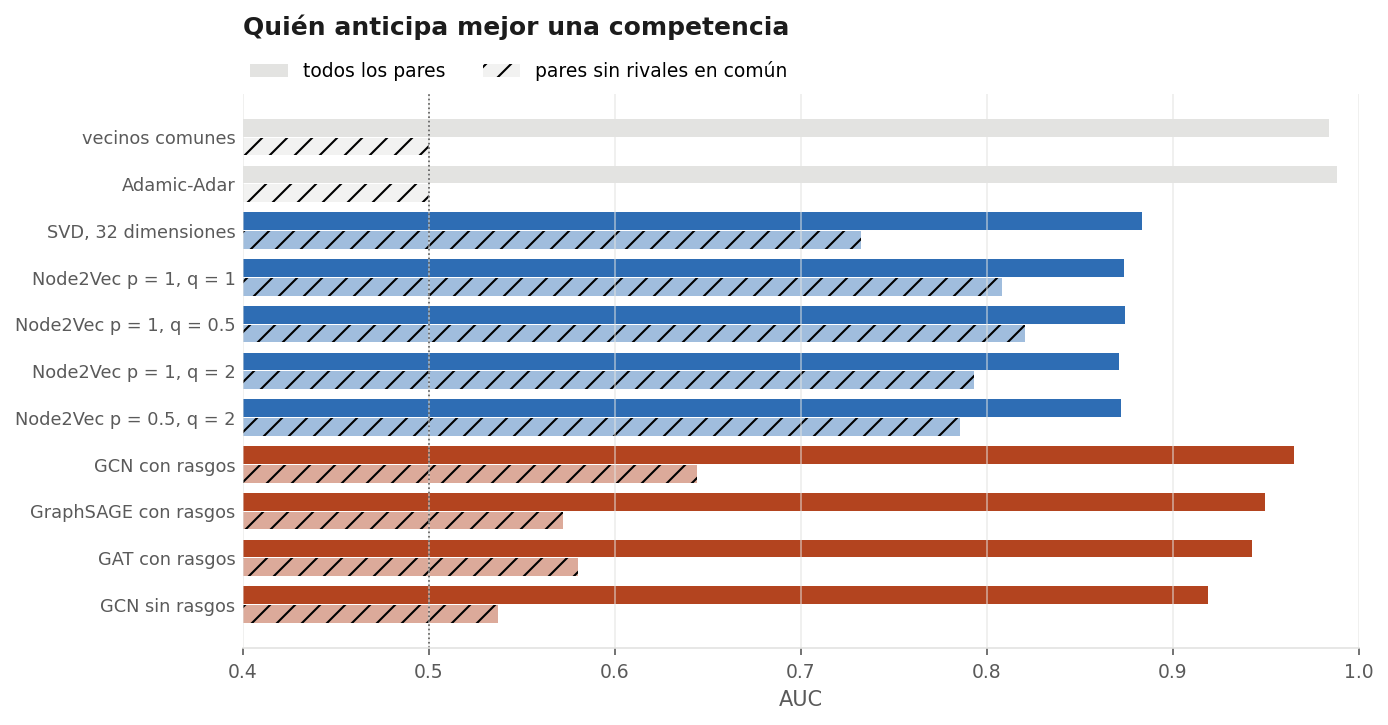 Quién anticipa mejor una competencia
todos los pares
pares sin rivales en común
vecinos comunes
Adamic-Adar
SVD, 32 dimensiones
Node2Vec p = 1, q = 1
Node2Vec p = 1, q = 0.5
Node2Vec p = 1, q = 2
Node2Vec p = 0.5, q = 2
GCN con rasgos
GraphSAGE con rasgos
GAT con rasgos
GCN sin rasgos
0.4 0.5 0.6 0.7 0.8 0.9 1.0
AUC